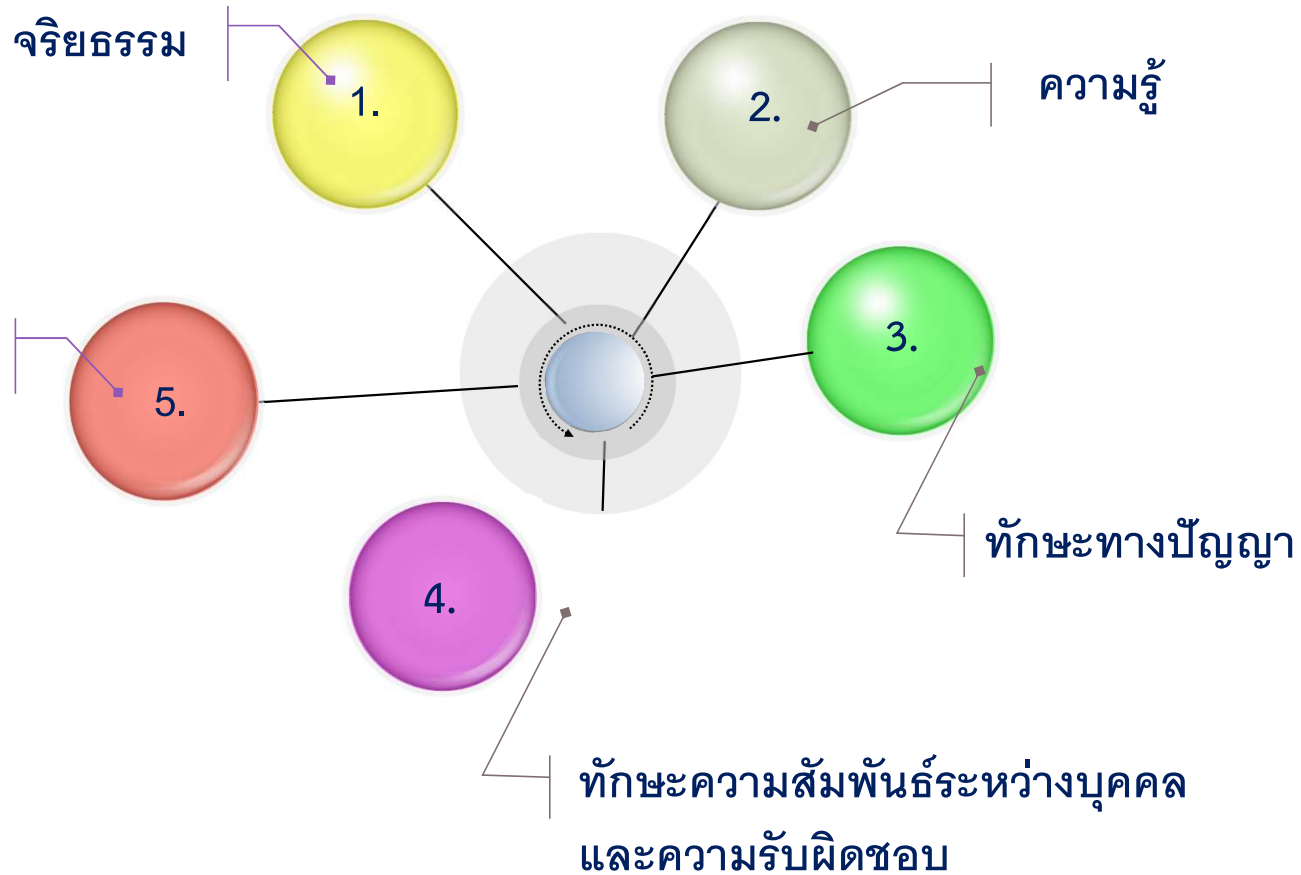 จริยธรรม
1.
2.
ความรู้
3.
5.
ทักษะทางปัญญา
4.
ทักษะความสัมพันธ์ระหว่างบุคคล
และความรับผิดชอบ